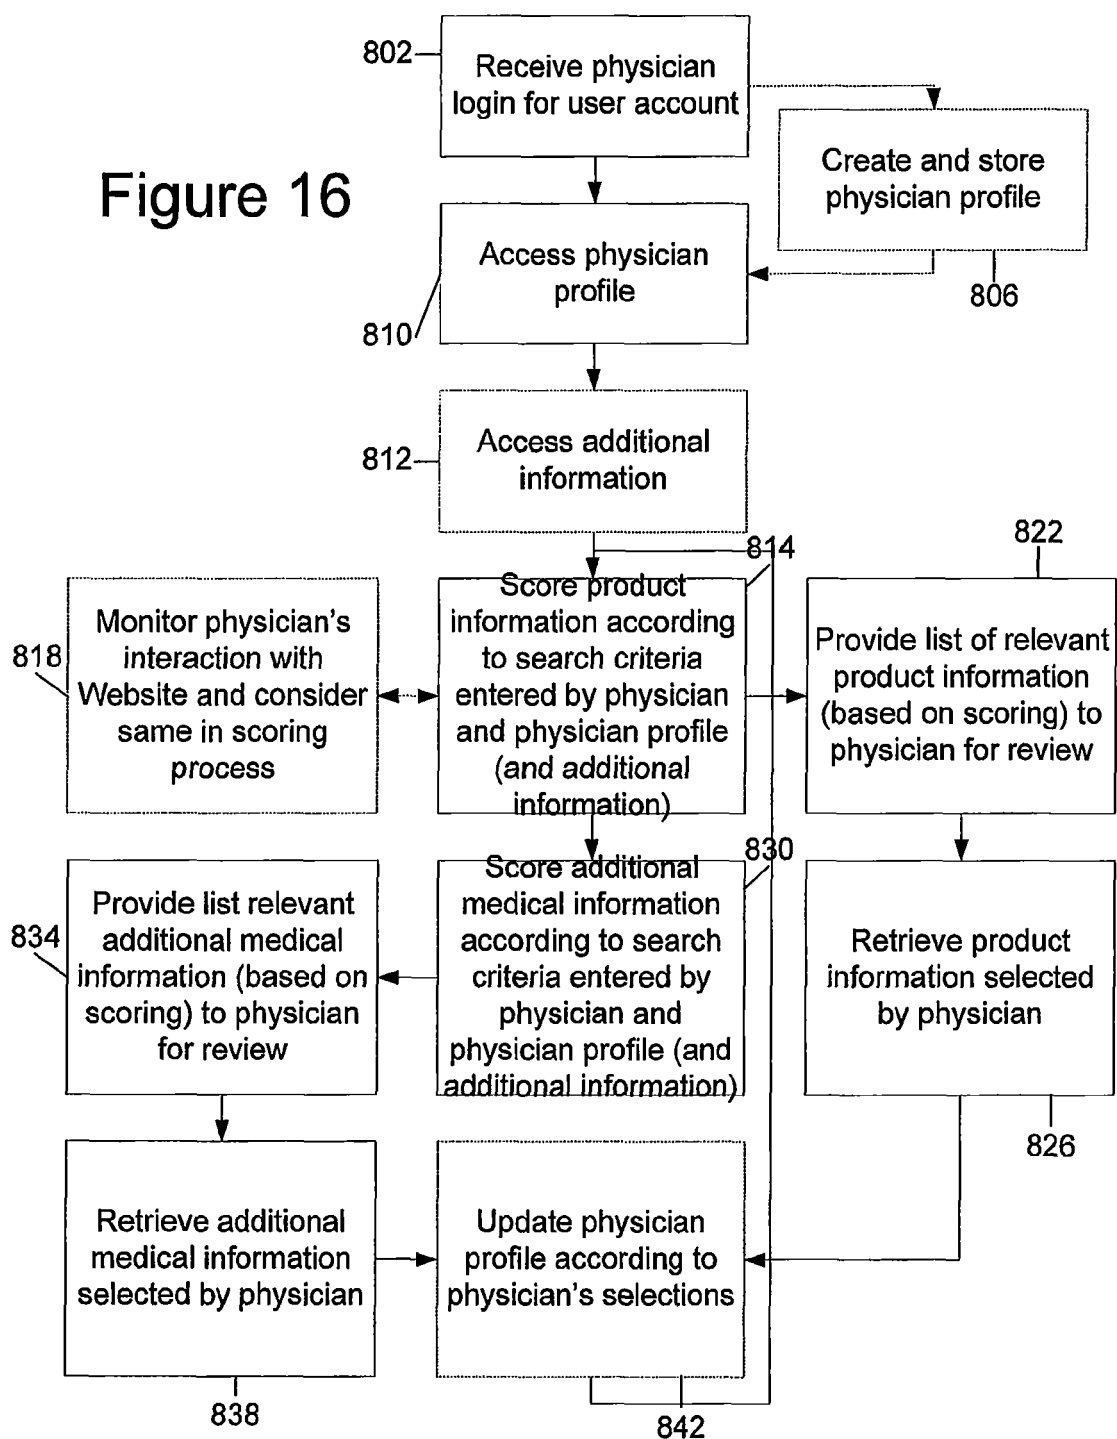 802
Receive physician
login for user account
Figure 16
Create and store
physician profile
806
Access physician
profile
810
Access additional
information
812
814
822
Score product
information according
to search criteria
entered by physician
and physician profile
(and additional
information)
Monitor physician's
interaction with
Website and consider
same in scoring
process
818
Provide list of relevant
product information
(based on scoring) to
physician for review
830
Score additional
medical information
according to search
criteria entered by
physician and
physician profile (and
additional information)
Provide list relevant
additional medical
information (based on
scoring) to physician
for review
834
Retrieve product
information selected
by physician
826
Retrieve additional
medical information
selected by physician
838
Update physician
profile according to
physician's selections
842